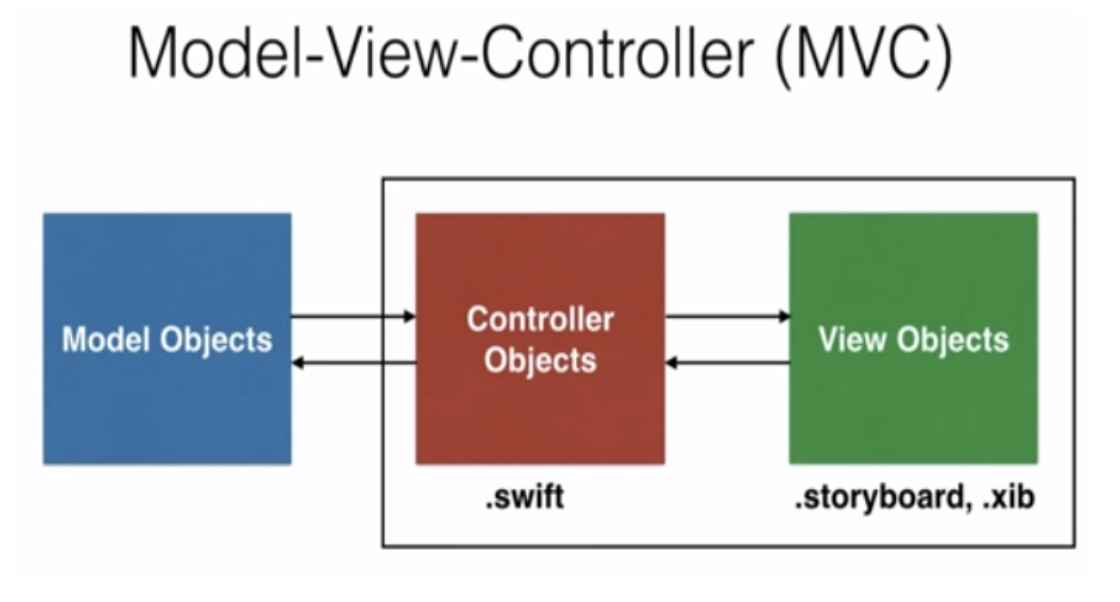 Model-View-Controller (MVC)
Model Objects
Controller
Objects
View Objects
.swift
.storyboard, .xib